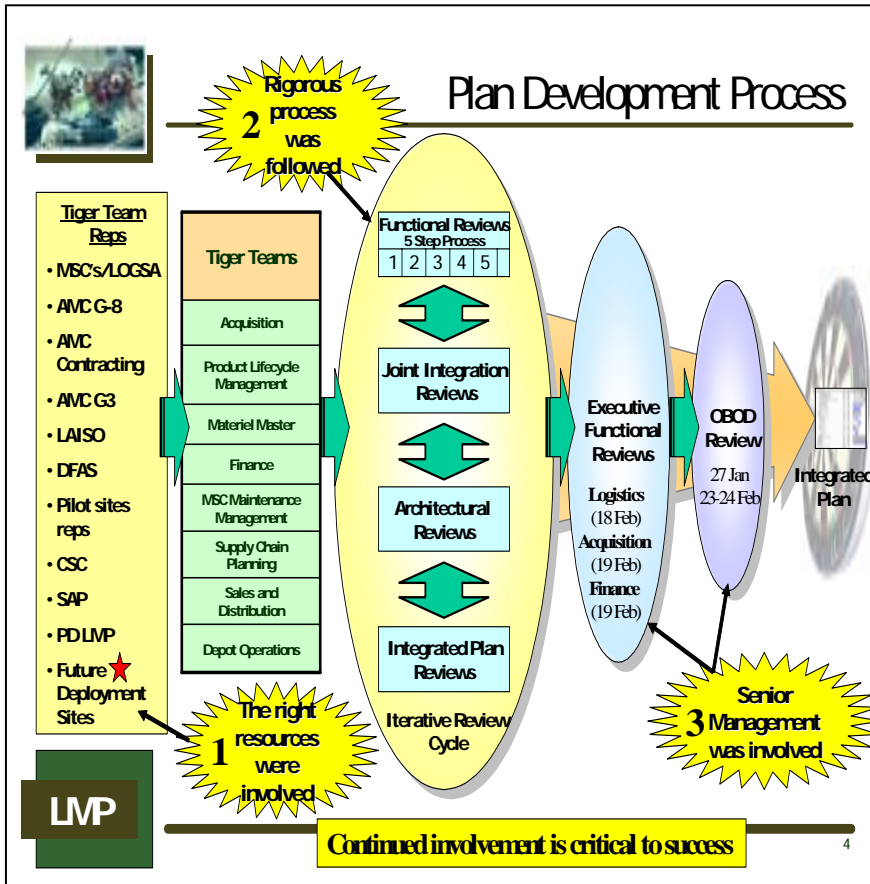 Plan Development Process
2
Rigorous
process
was
followed
Tiger Team
Reps
• MSC's/LOGSA
• AMC G-8
• AMC
Contracting
• AMC G3
• LAISO
• DFAS
• Pilot sites
reps
• CSC
• SAP
• PD LMP
• Future
Deployment
Sites
Tiger Teams
Acquisition
Product Lifecycle
Management
Materiel Master
Finance
MSC Maintenance
Management
Supply Chain
Planning
Sales and
Distribution
Depot Operations
Functional Reviews
5 Step Process
1 2 3 4 5
Joint Integration
Reviews
Architectural
Reviews
Integrated Plan
Reviews
Iterative Review
Cycle
Executive
Functional
Reviews
Logistics
(18 Feb)
Acquisition
(19 Feb)
Finance
(19 Feb)
OBOD
Review
27 Jan
23-24 Feb
Integrated
Plan
1
The right
resources
were
involved
3
Senior
Management
was involved
LMP
Continued involvement is critical to success
4